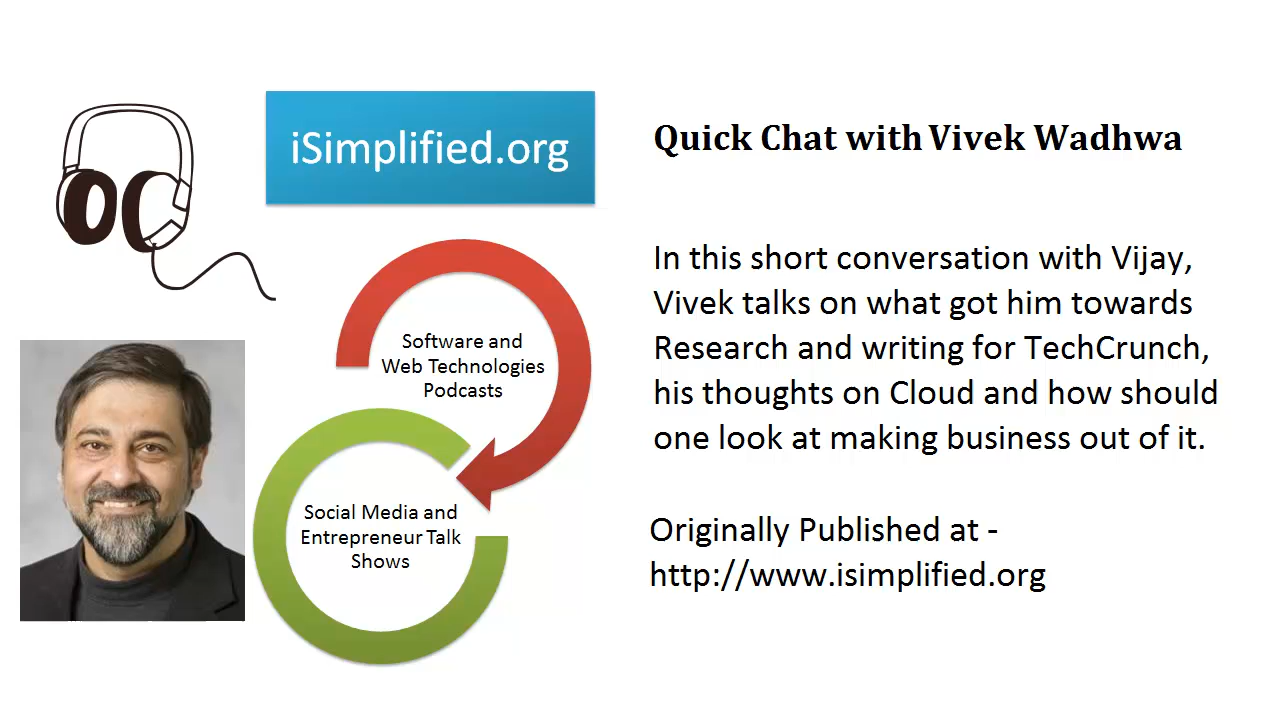 iSimplified.org
Software and
Web Technologies
Podcasts
Social Media and
Entrepreneur Talk
Shows
Quick Chat with Vivek Wadhwa
In this short conversation with Vijay,
Vivek talks on what got him towards
Research and writing for TechCrunch,
his thoughts on Cloud and how should
one look at making business out of it.
Originally Published at -
http://www.isimplified.org